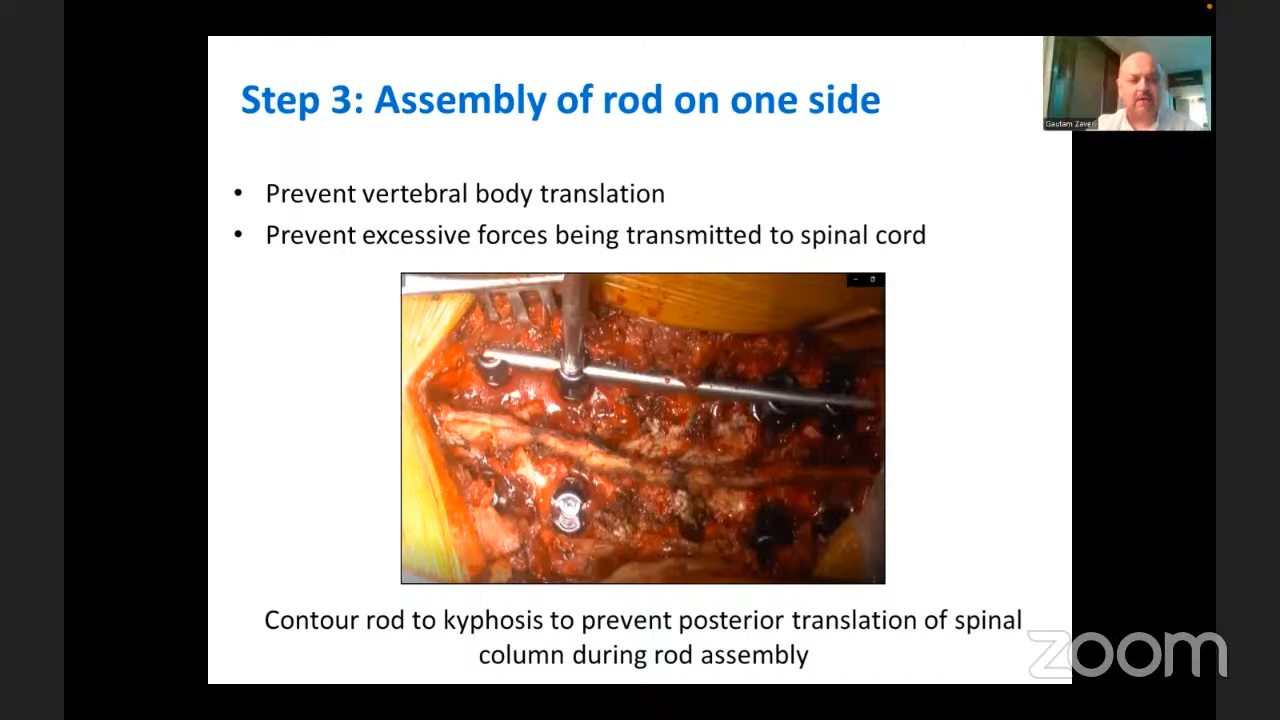 Step 3: Assembly of rod on one side
Gautam Zaveri
• Prevent vertebral body translation
• Prevent excessive forces being transmitted to spinal cord
Contour rod to kyphosis to prevent posterior translation of spinal
column during rod assembly
zoom